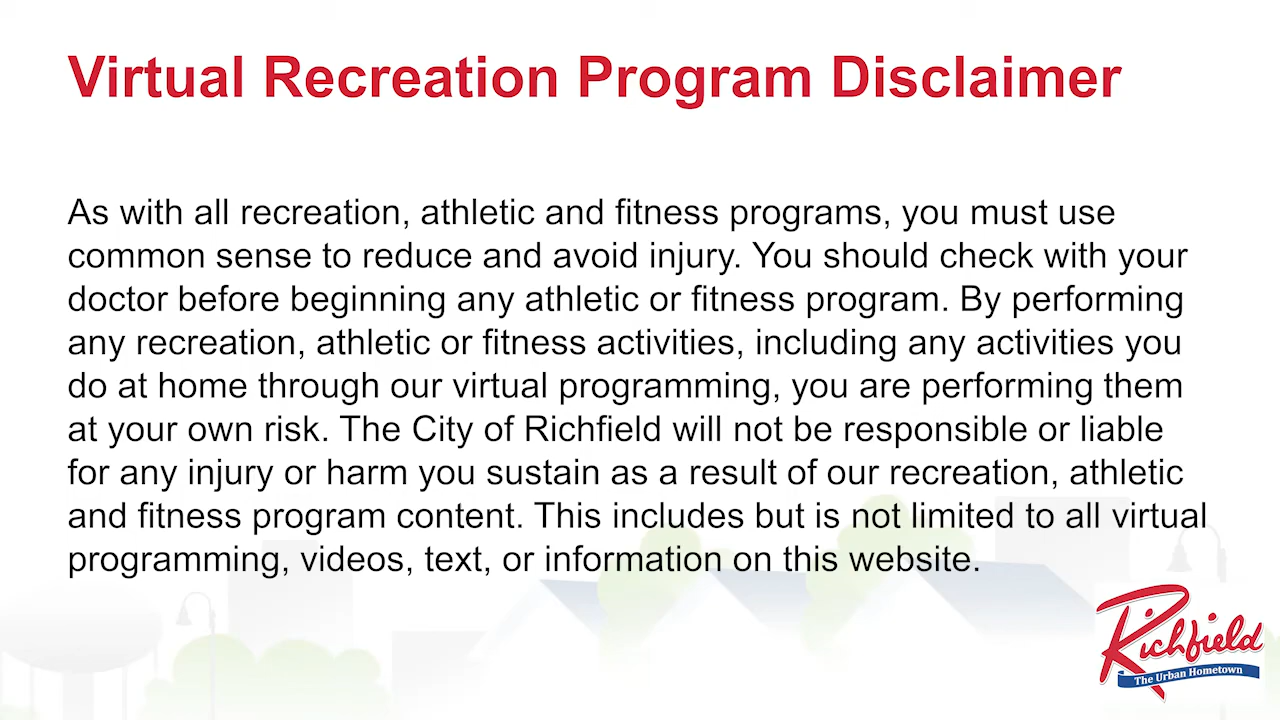 Virtual Recreation Program Disclaimer
As with all recreation, athletic and fitness programs, you must use
common sense to reduce and avoid injury. You should check with your
doctor before beginning any athletic or fitness program. By performing
any recreation, athletic or fitness activities, including any activities you
do at home through our virtual programming, you are performing them
at your own risk. The City of Richfield will not be responsible or liable
for any injury or harm you sustain as a result of our recreation, athletic
and fitness program content. This includes but is not limited to all virtual
programming, videos, text, or information on this website.
Richfield
The Urban Hometown